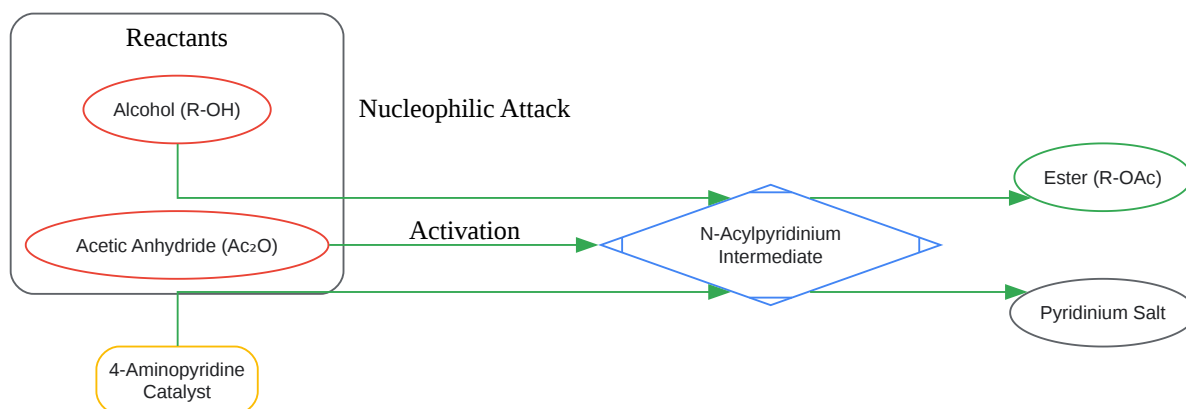 Reactants
Alcohol (R-OH)
Nucleophilic Attack
Acetic Anhydride (Ac₂O)
Activation
N-Acylpyridinium
Intermediate
Ester (R-OAc)
Pyridinium Salt
4-Aminopyridine
Catalyst